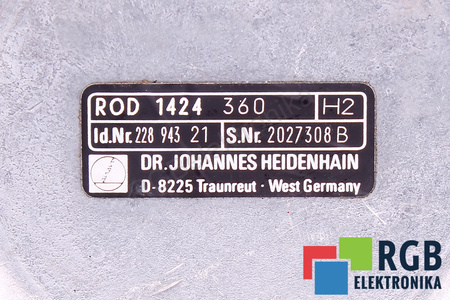 ROD 1424 360 H2
Id.Nr. 228 943 21 S.Nr. 2027308 B
DR. JOHANNES HEIDENHAIN
D-8225 Traunreut · West Germany
RGB
ELEKTRONIKA